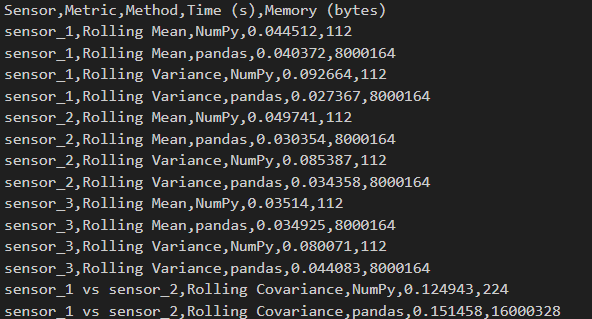 Sensor,Metric,Method,Time (s),Memory (bytes)
sensor_1,Rolling Mean,NumPy,0.044512,112
sensor_1,Rolling Mean,pandas,0.040372,8000164
sensor_1,Rolling Variance,NumPy,0.092664,112
sensor_1,Rolling Variance,pandas,0.027367,8000164
sensor_2,Rolling Mean,NumPy,0.049741,112
sensor_2,Rolling Mean,pandas,0.030354,8000164
sensor_2,Rolling Variance,NumPy,0.085387,112
sensor_2,Rolling Variance,pandas,0.034358,8000164
sensor_3,Rolling Mean,NumPy,0.03514,112
sensor_3,Rolling Mean,pandas,0.034925,8000164
sensor_3,Rolling Variance,NumPy,0.080071,112
sensor_3,Rolling Variance,pandas,0.044083,8000164
sensor_1 vs sensor_2,Rolling Covariance,NumPy,0.124943,224
sensor_1 vs sensor_2,Rolling Covariance,pandas,0.151458,16000328